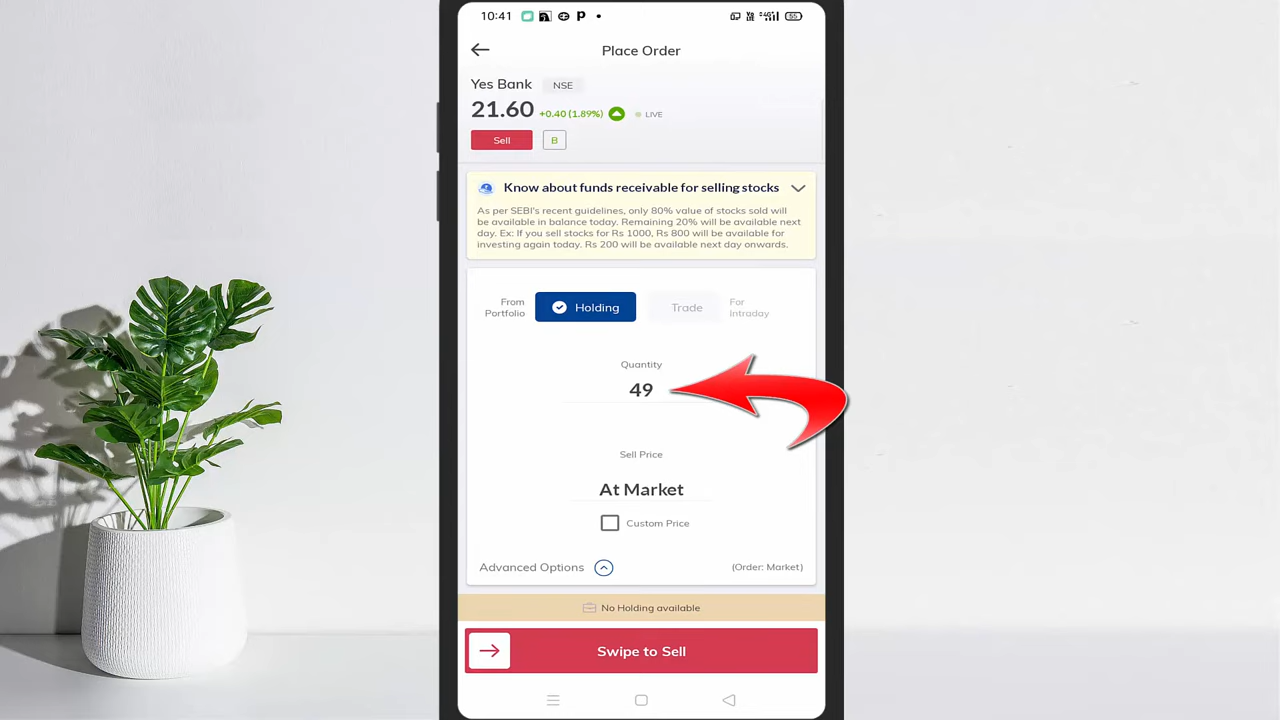 10:41
55
Place Order
Yes Bank NSE
21.60 +0.40 (1.89%) LIVE
Sell B
Know about funds receivable for selling stocks
As per SEBI's recent guidelines, only 80% value of stocks sold will
be available in balance today. Remaining 20% will be available next
day. Ex: If you sell stocks for Rs 1000, Rs 800 will be available for
investing again today. Rs 200 will be available next day onwards.
From
Portfolio
Holding
Trade
For
Intraday
Quantity
49
Sell Price
At Market
Custom Price
Advanced Options (Order: Market)
No Holding available
Swipe to Sell